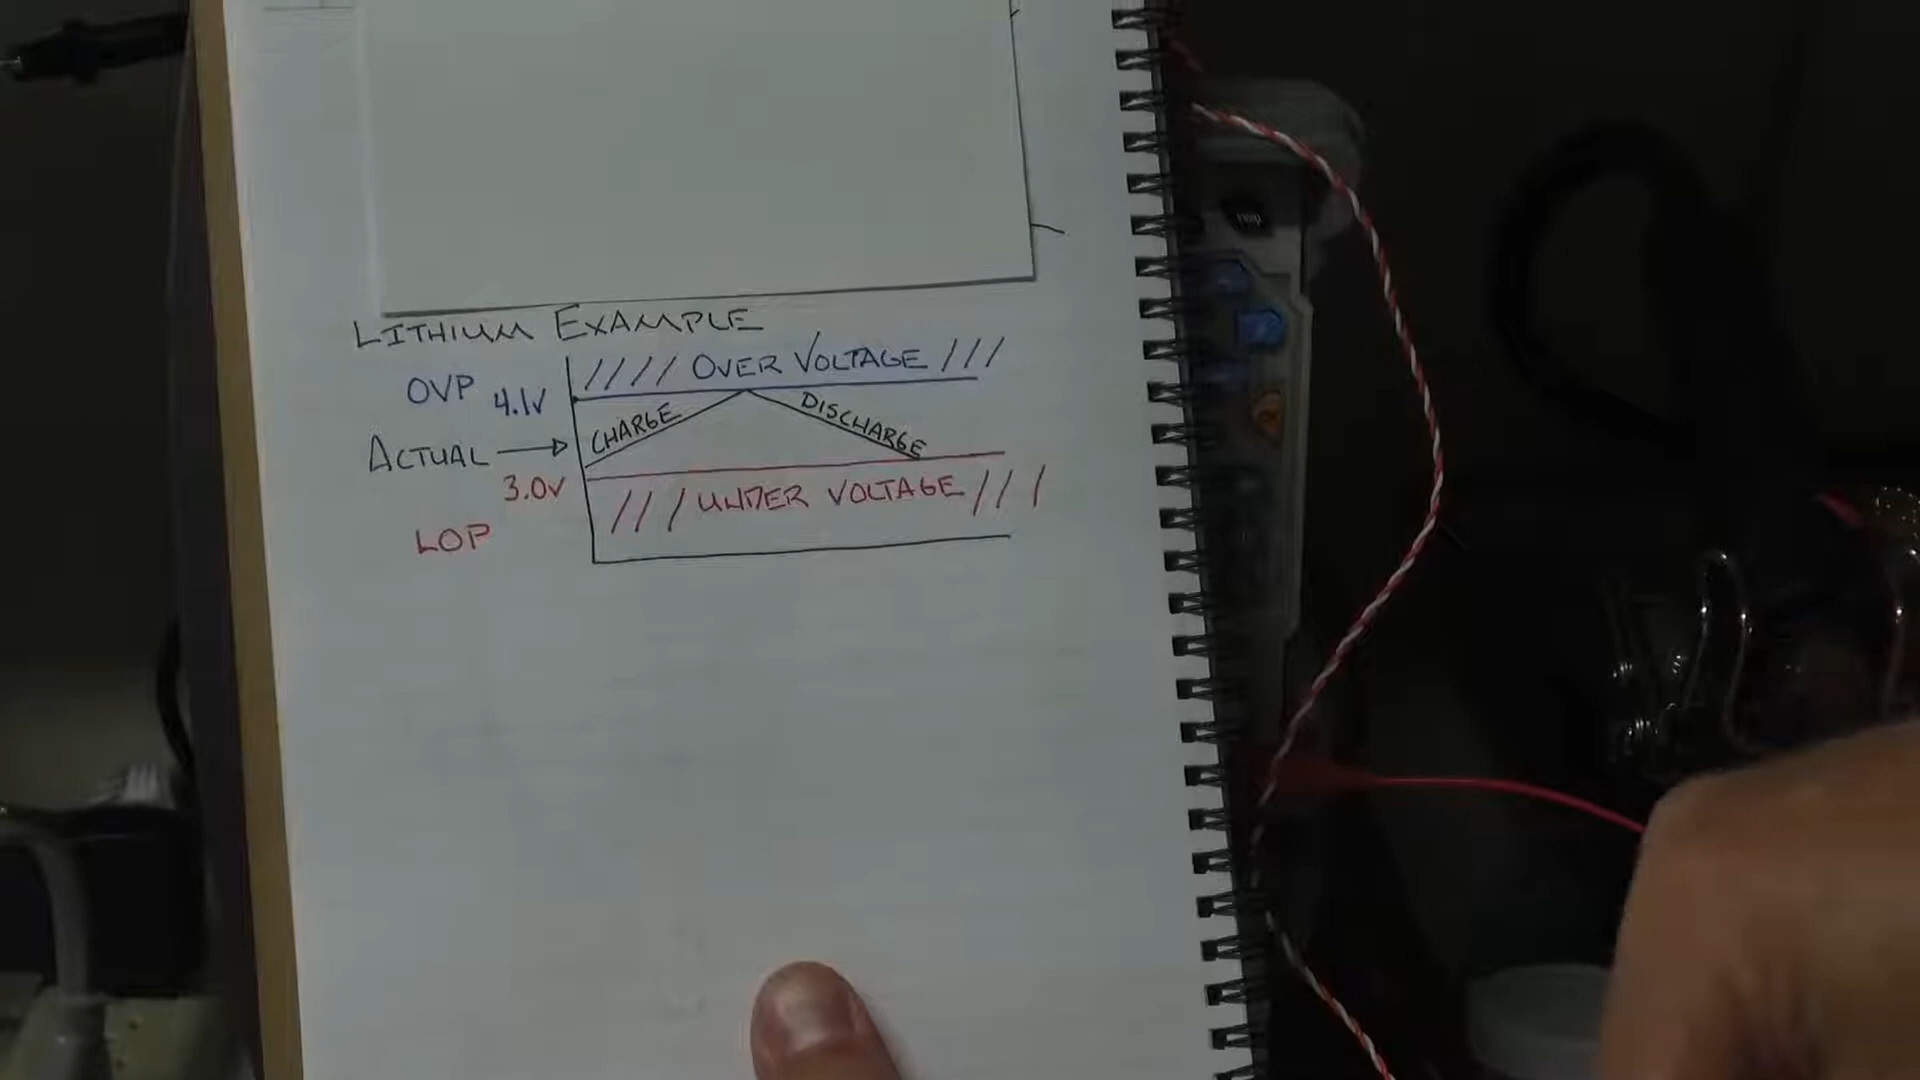 LITHIUM EXAMPLE
OVP 4.1V //// OVER VOLTAGE ///
CHARGE DISCHARGE
ACTUAL →
3.0V /// UNDER VOLTAGE ///
LOP